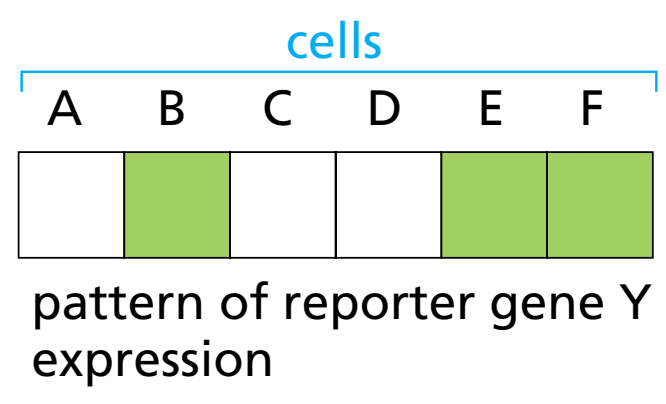 cells
A B C D E F
pattern of reporter gene Y
expression